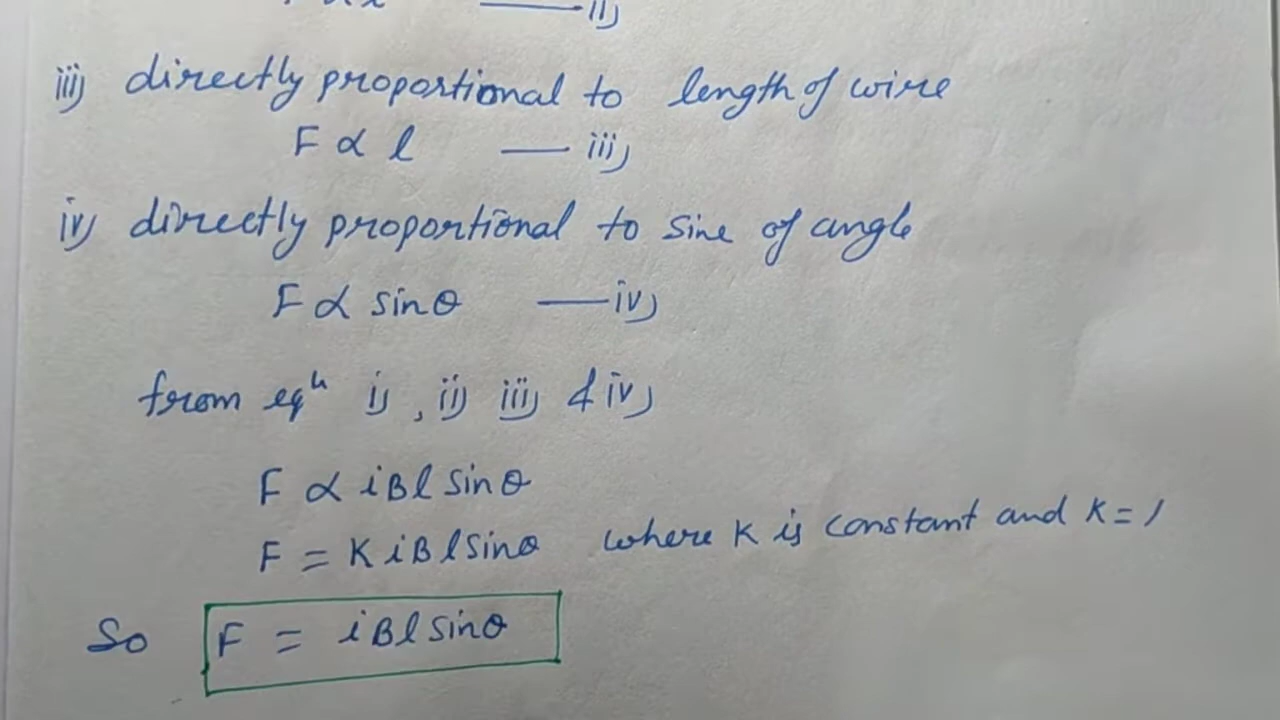 ii)
iii) directly proportional to length of wire
F ∝ l — iii)
iv) directly proportional to sine of angle
F ∝ sinθ — iv)
from eqn i), ii) iii) & iv)
F ∝ iBl sinθ
F = K iBl sinθ where K is constant and K = 1
So F = iBl sinθ